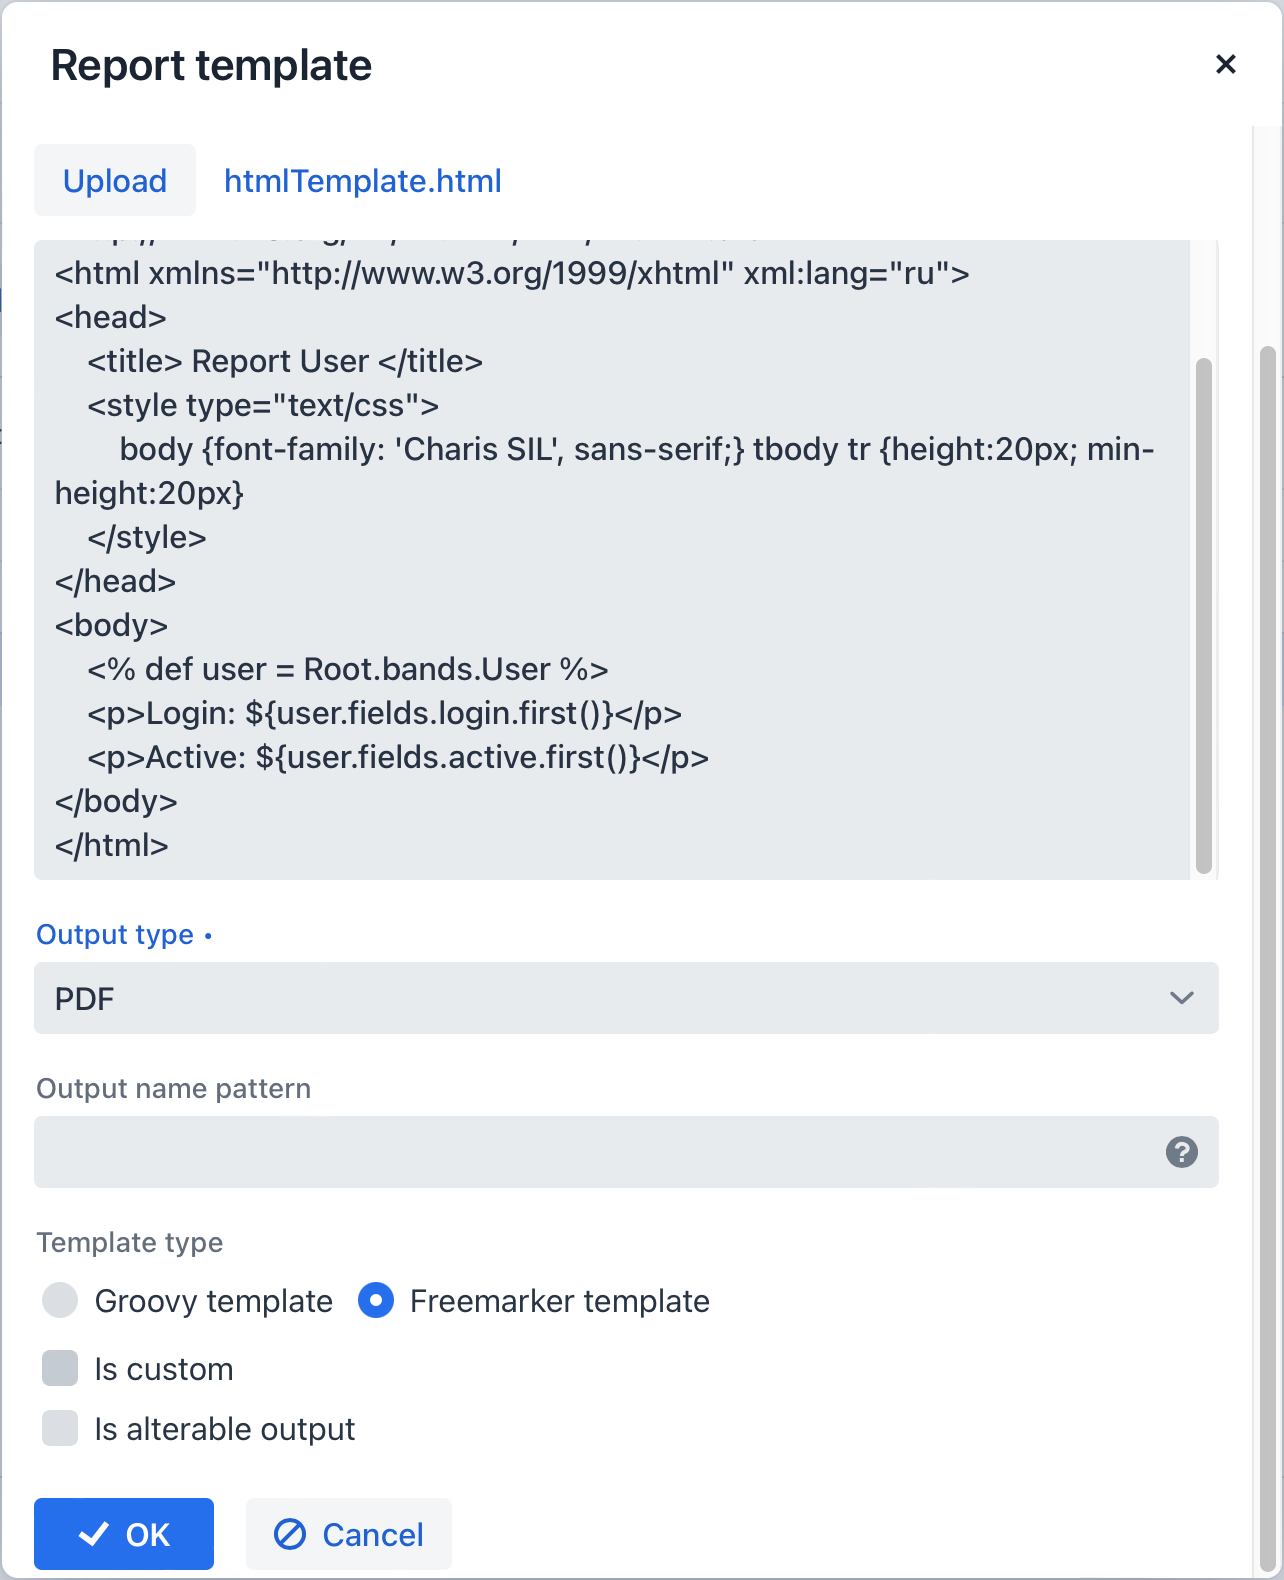 Report template
Upload
htmlTemplate.html
<html xmlns="http://www.w3.org/1999/xhtml" xml:lang="ru">
<head>
<title> Report User </title>
<style type="text/css">
body {font-family: 'Charis SIL', sans-serif;} tbody tr {height:20px; min-
height:20px}
</style>
</head>
<body>
<% def user = Root.bands.User %>
<p>Login: ${user.fields.login.first()}</p>
<p>Active: ${user.fields.active.first()}</p>
</body>
</html>
Output type •
PDF
Output name pattern
?
Template type
Groovy template
Freemarker template
Is custom
Is alterable output
OK
Cancel